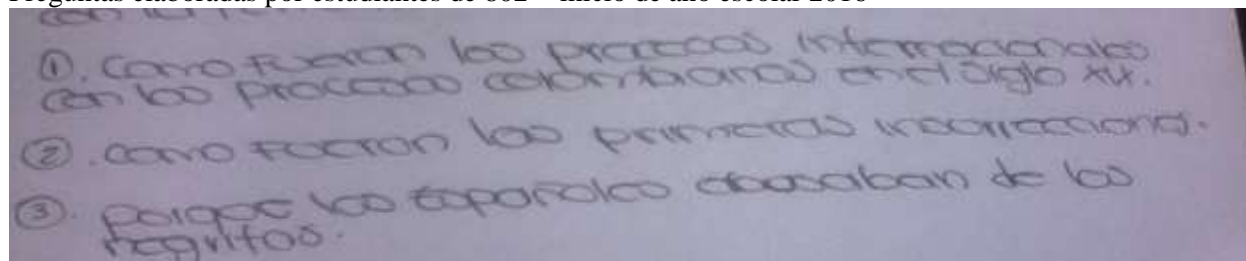 Preguntas elaboradas por estudiantes de 802 – inicio de año escolar 2018
①. Como fueron los procesos internacionales
con los procesos colombianos en el siglo XIX.
②. como fueron las primeras insorrecciones.
③. porque los españoles abusaban de los
negritos.